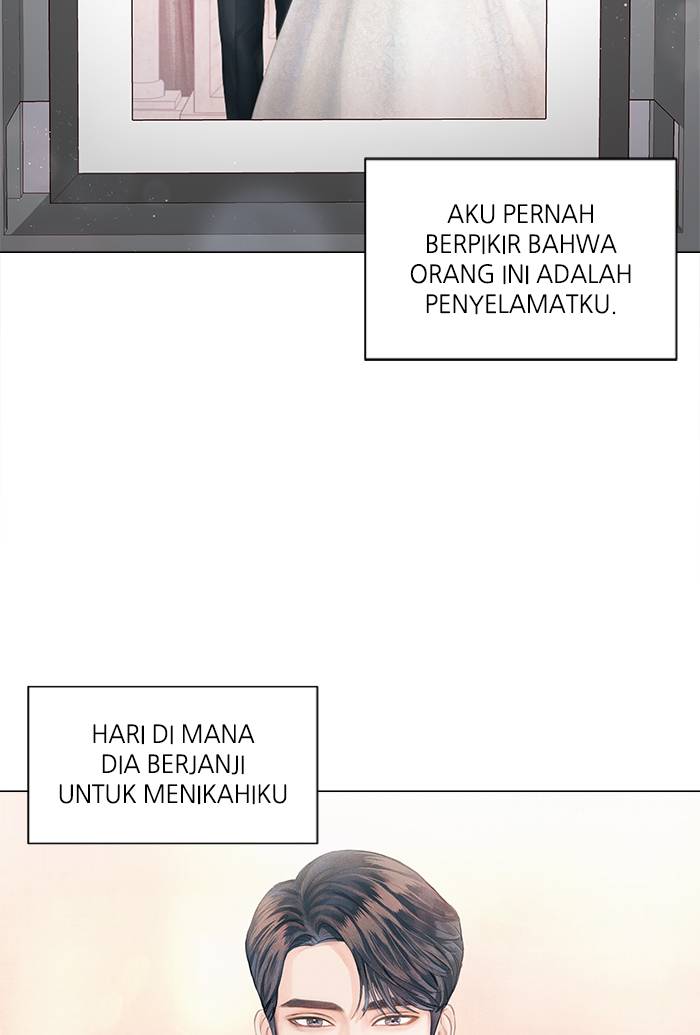 AKU PERNAH
BERPIKIR BAHWA
ORANG INI ADALAH
PENYELAMATKU.
HARI DI MANA
DIA BERJANJI
UNTUK MENIKAHIKU